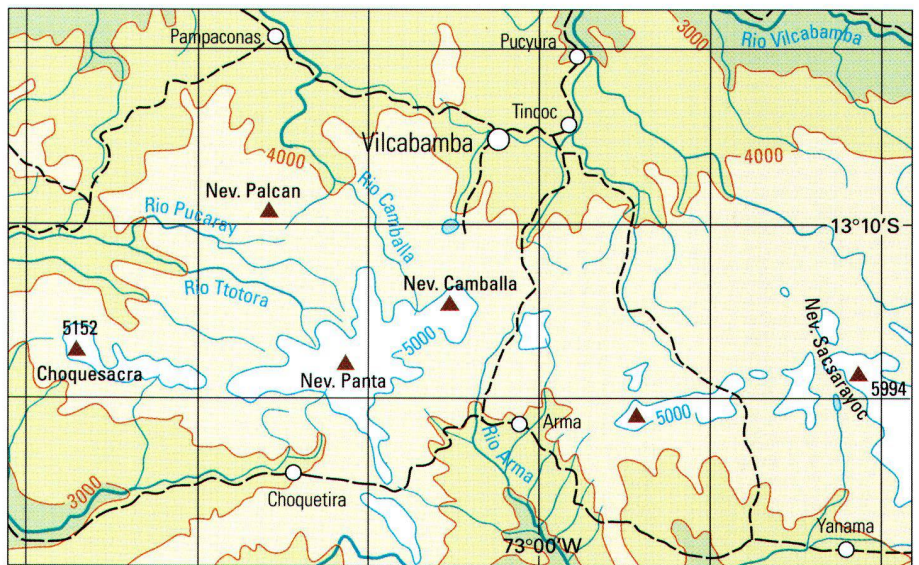 Pampaconas
Pucyura
3000
Rio Vilcabamba
Tincoc
Vilcabamba
4000
4000
Nev. Palcan
Rio Camballa
Rio Pucaray
13°10'S
Rio Ttotora
Nev. Camballa
5152
Choquesacra
5000
Nev. Panta
Nev. Sacsarayoc
5994
5000
Arma
Rio Arma
3000
Choquetira
73°00'W
Yanama